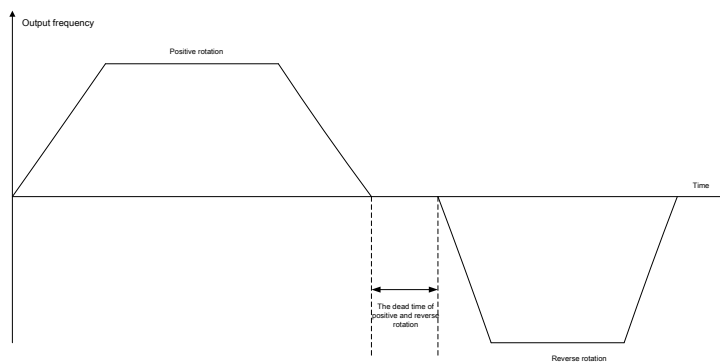 Output frequency
Positive rotation
Time
The dead time of
positive and reverse
rotation
Reverse rotation